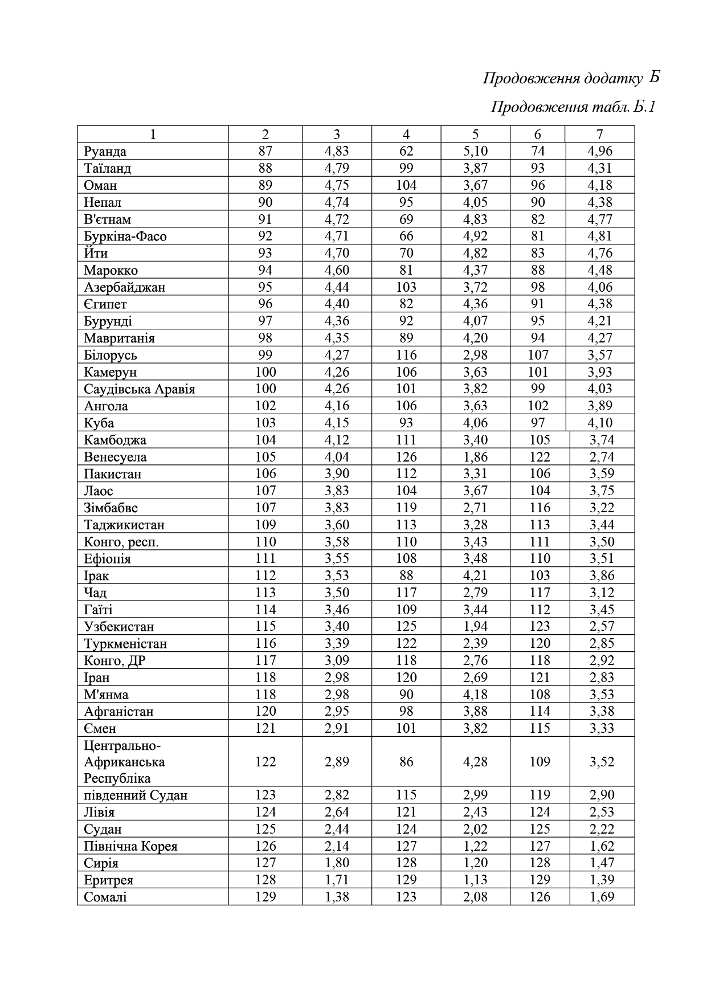 Продовження додатку Б
Продовження табл. Б.1
1 2 3 4 5 6 7
Руанда 87 4,83 62 5,10 74 4,96
Таїланд 88 4,79 99 3,87 93 4,31
Оман 89 4,75 104 3,67 96 4,18
Непал 90 4,74 95 4,05 90 4,38
В'єтнам 91 4,72 69 4,83 82 4,77
Буркіна-Фасо 92 4,71 66 4,92 81 4,81
Йти 93 4,70 70 4,82 83 4,76
Марокко 94 4,60 81 4,37 88 4,48
Азербайджан 95 4,44 103 3,72 98 4,06
Єгипет 96 4,40 82 4,36 91 4,38
Бурунді 97 4,36 92 4,07 95 4,21
Мавританія 98 4,35 89 4,20 94 4,27
Білорусь 99 4,27 116 2,98 107 3,57
Камерун 100 4,26 106 3,63 101 3,93
Саудівська Аравія 100 4,26 101 3,82 99 4,03
Ангола 102 4,16 106 3,63 102 3,89
Куба 103 4,15 93 4,06 97 4,10
Камбоджа 104 4,12 111 3,40 105 3,74
Венесуела 105 4,04 126 1,86 122 2,74
Пакистан 106 3,90 112 3,31 106 3,59
Лаос 107 3,83 104 3,67 104 3,75
Зімбабве 107 3,83 119 2,71 116 3,22
Таджикистан 109 3,60 113 3,28 113 3,44
Конго, респ. 110 3,58 110 3,43 111 3,50
Ефіопія 111 3,55 108 3,48 110 3,51
Ірак 112 3,53 88 4,21 103 3,86
Чад 113 3,50 117 2,79 117 3,12
Гаїті 114 3,46 109 3,44 112 3,45
Узбекистан 115 3,40 125 1,94 123 2,57
Туркменістан 116 3,39 122 2,39 120 2,85
Конго, ДР 117 3,09 118 2,76 118 2,92
Іран 118 2,98 120 2,69 121 2,83
М'янма 118 2,98 90 4,18 108 3,53
Афганістан 120 2,95 98 3,88 114 3,38
Ємен 121 2,91 101 3,82 115 3,33
Центрально-
Африканська 122 2,89 86 4,28 109 3,52
Республіка
південний Судан 123 2,82 115 2,99 119 2,90
Лівія 124 2,64 121 2,43 124 2,53
Судан 125 2,44 124 2,02 125 2,22
Північна Корея 126 2,14 127 1,22 127 1,62
Сирія 127 1,80 128 1,20 128 1,47
Еритрея 128 1,71 129 1,13 129 1,39
Сомалі 129 1,38 123 2,08 126 1,69